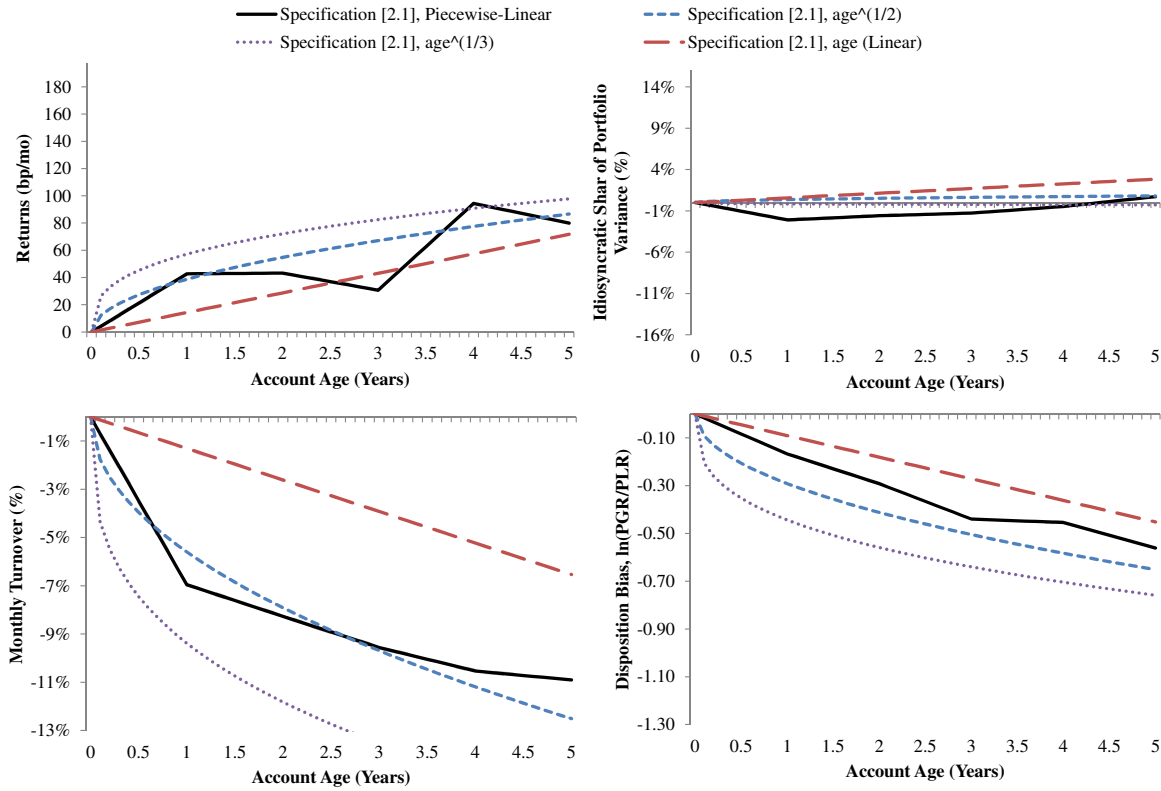 Specification [2.1], Piecewise-Linear
Specification [2.1], age^(1/2)
Specification [2.1], age^(1/3)
Specification [2.1], age (Linear)
Returns (bp/mo)
180
160
140
120
100
80
60
40
20
0
0 0.5 1 1.5 2 2.5 3 3.5 4 4.5 5
Account Age (Years)
Idiosyncratic Shar of Portfolio
Variance (%)
14%
9%
4%
-1%
-6%
-11%
-16%
0 0.5 1 1.5 2 2.5 3 3.5 4 4.5 5
Account Age (Years)
Monthly Turnover (%)
-1%
-3%
-5%
-7%
-9%
-11%
-13%
0 0.5 1 1.5 2 2.5 3 3.5 4 4.5 5
Account Age (Years)
Disposition Bias, ln(PGR/PLR)
-0.10
-0.30
-0.50
-0.70
-0.90
-1.10
-1.30
0 0.5 1 1.5 2 2.5 3 3.5 4 4.5 5
Account Age (Years)